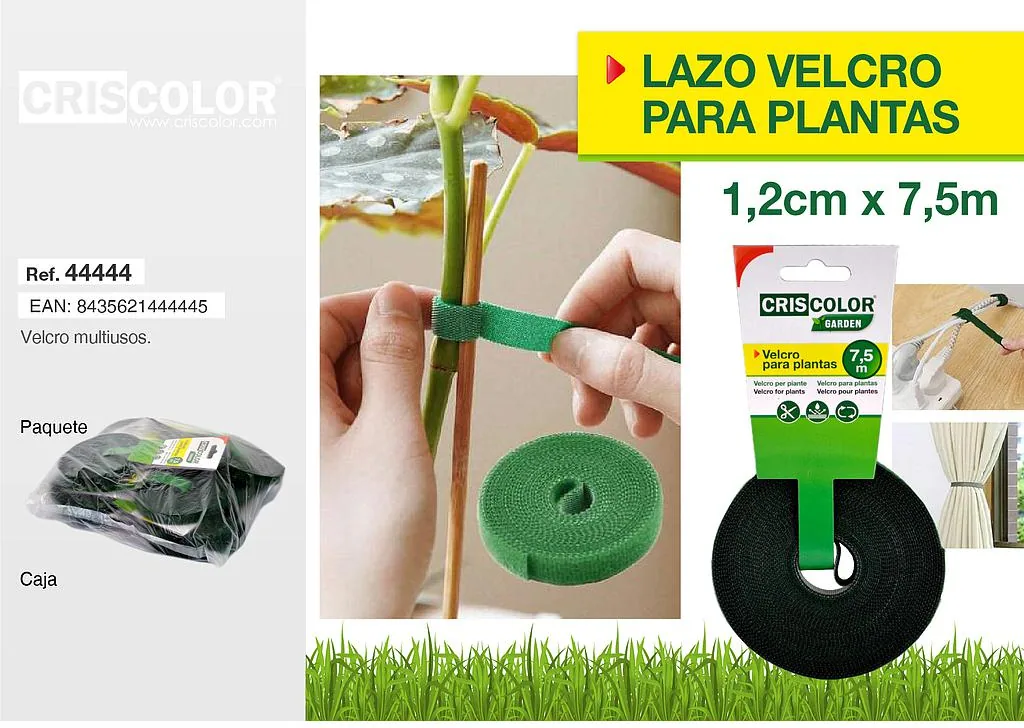 CRISCOLOR®
www.criscolor.com
Ref. 44444
EAN: 8435621444445
Velcro multiusos.
Paquete
Caja
LAZO VELCRO
PARA PLANTAS
1,2cm x 7,5m
CRISCOLOR®
GARDEN
Velcro
para plantas
7,5
m
Velcro per piante Velcro para plantas
Velcro for plants Velcro pour plantes